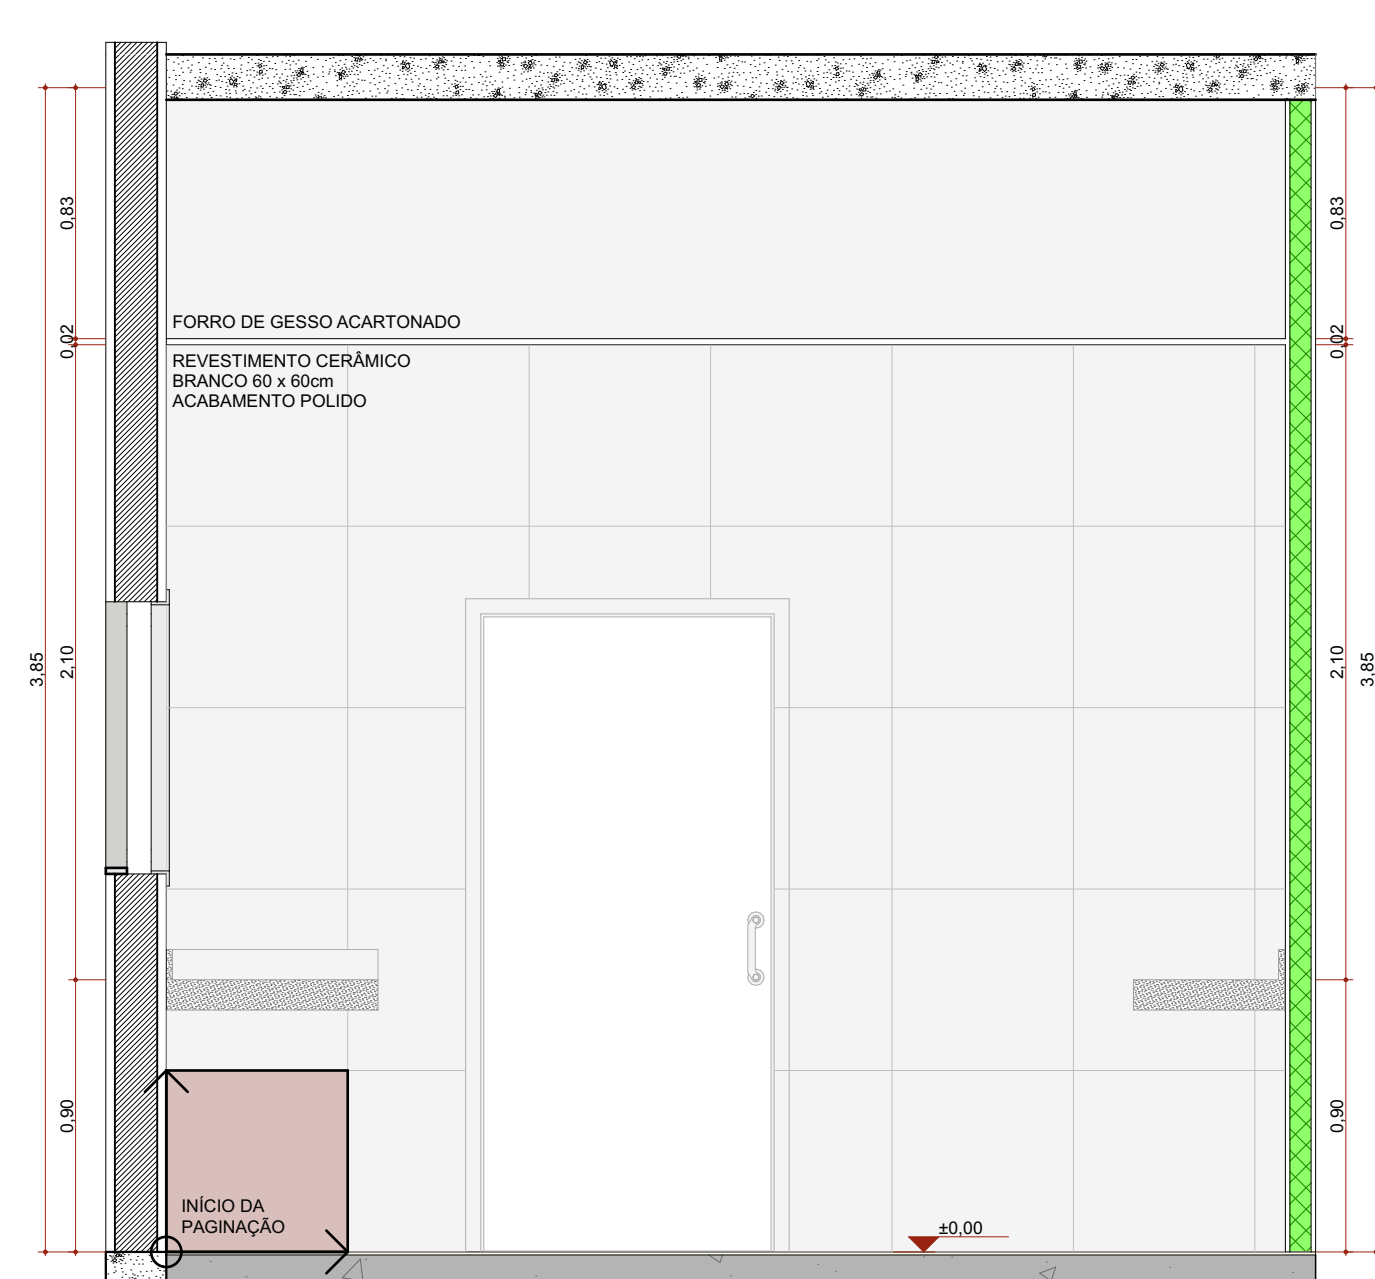 0,83
0,83
FORRO DE GESSO ACARTONADO
0,02
0,02
REVESTIMENTO CERÂMICO
BRANCO 60 x 60cm
ACABAMENTO POLIDO
3,85
2,10
2,10
3,85
0,90
0,90
INÍCIO DA
PAGINAÇÃO
±0,00